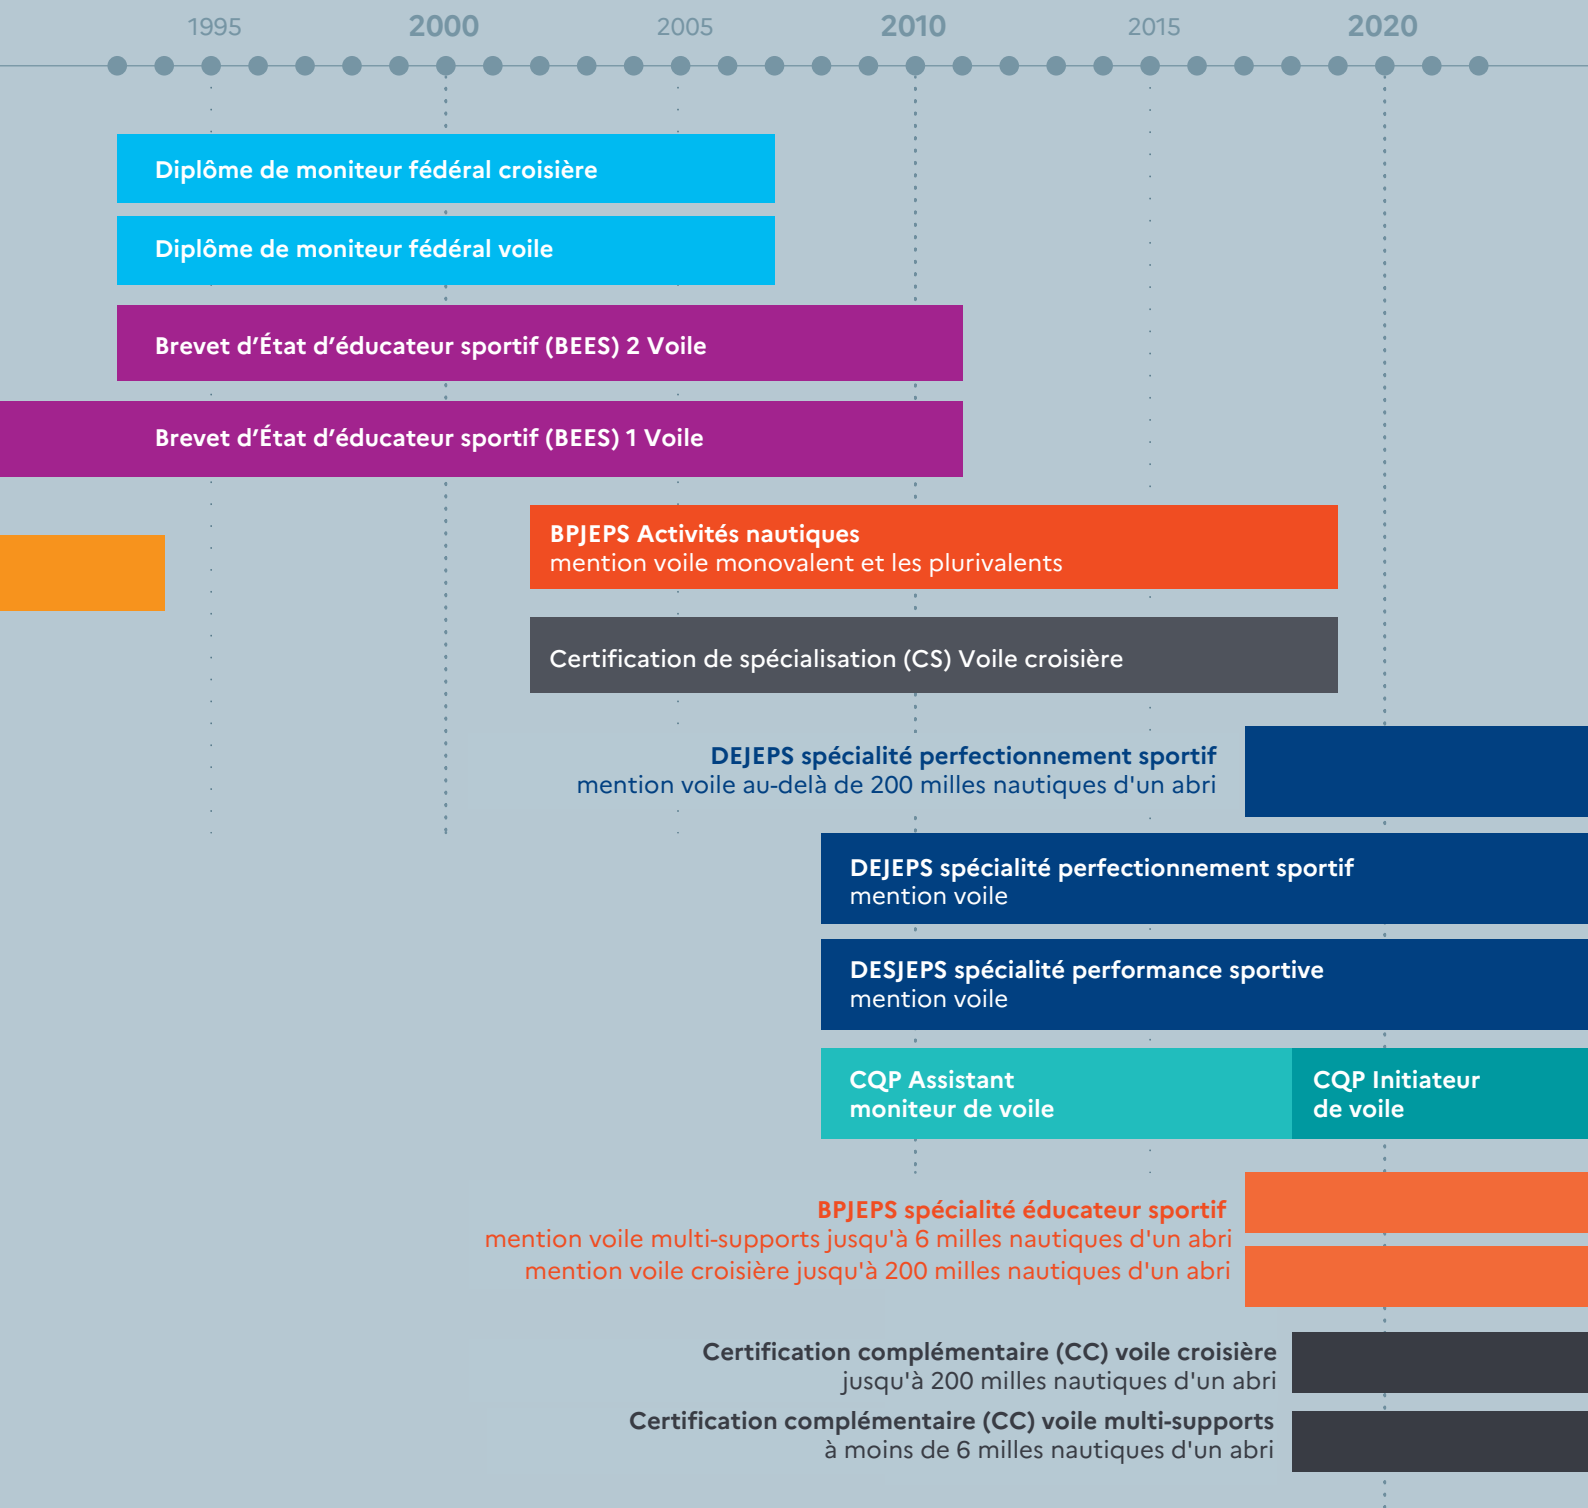 1995
2000
2005
2010
2015
2020
Diplôme de moniteur fédéral croisière
Diplôme de moniteur fédéral voile
Brevet d’État d’éducateur sportif (BEES) 2 Voile
Brevet d’État d’éducateur sportif (BEES) 1 Voile
BPJEPS Activités nautiques
mention voile monovalent et les plurivalents
Certification de spécialisation (CS) Voile croisière
DEJEPS spécialité perfectionnement sportif
mention voile au-delà de 200 milles nautiques d'un abri
DEJEPS spécialité perfectionnement sportif
mention voile
DESJEPS spécialité performance sportive
mention voile
CQP Assistant
moniteur de voile
CQP Initiateur
de voile
BPJEPS spécialité éducateur sportif
mention voile multi-supports jusqu'à 6 milles nautiques d'un abri
mention voile croisière jusqu'à 200 milles nautiques d'un abri
Certification complémentaire (CC) voile croisière
jusqu'à 200 milles nautiques d'un abri
Certification complémentaire (CC) voile multi-supports
à moins de 6 milles nautiques d'un abri